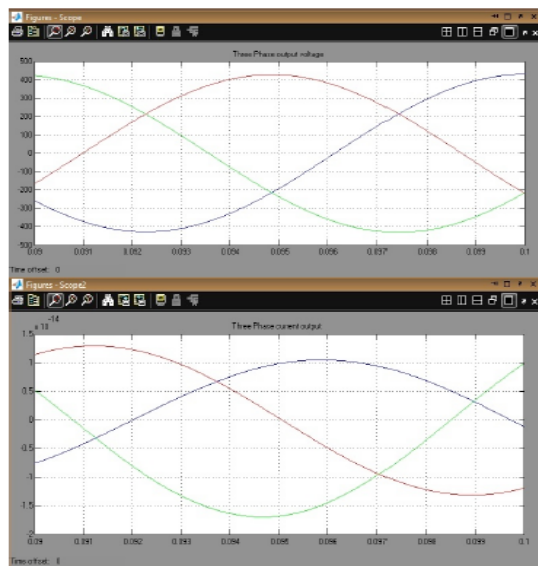 Figures - Scope
Three Phase output voltage
500
400
300
200
100
0
-100
-200
-300
-400
-500
0.09 0.091 0.092 0.093 0.094 0.095 0.096 0.097 0.098 0.099 0.1
Time offset: 0
Figures - Scope2
x 10 -14
Three Phase current output
1.5
1
0.5
0
-0.5
-1
-1.5
-2
0.09 0.091 0.092 0.093 0.094 0.095 0.096 0.097 0.098 0.099 0.1
Time offset: 0